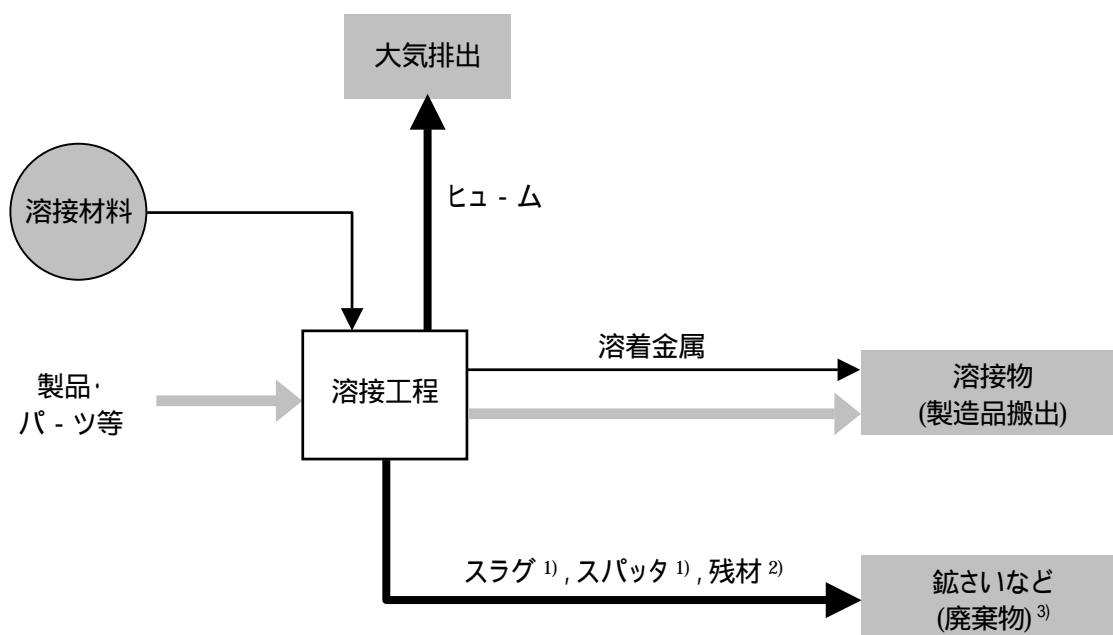 大気排出
ヒュ - ム
溶接材料
溶着金属
製品·
パ - ツ等
溶接工程
溶接物
(製造品搬出)
スラグ 1) , スパッタ 1) , 残材 2)
鉱さいなど
(廃棄物) 3)